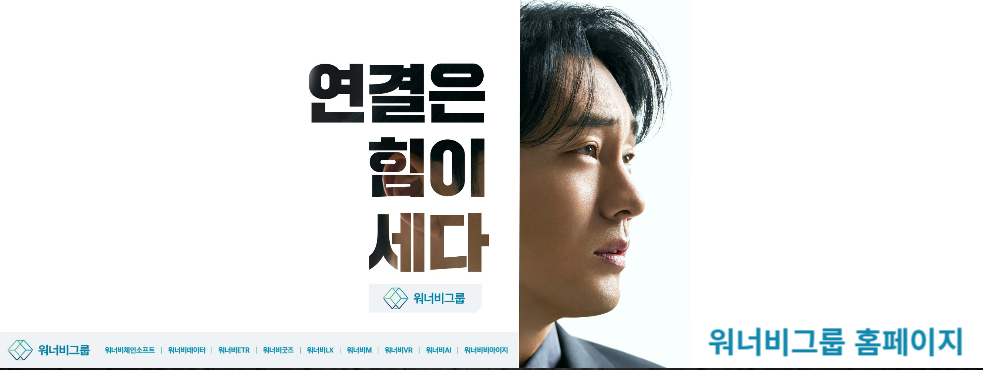 연결은
힘이
세다
워너비그룹
워너비그룹 워너비체인소프트 | 워너비데이터 | 워너비ETR | 워너비굿즈 | 워너비LX | 워너비M | 워너비VR | 워너비AI | 워너비비아이지
워너비그룹 홈페이지